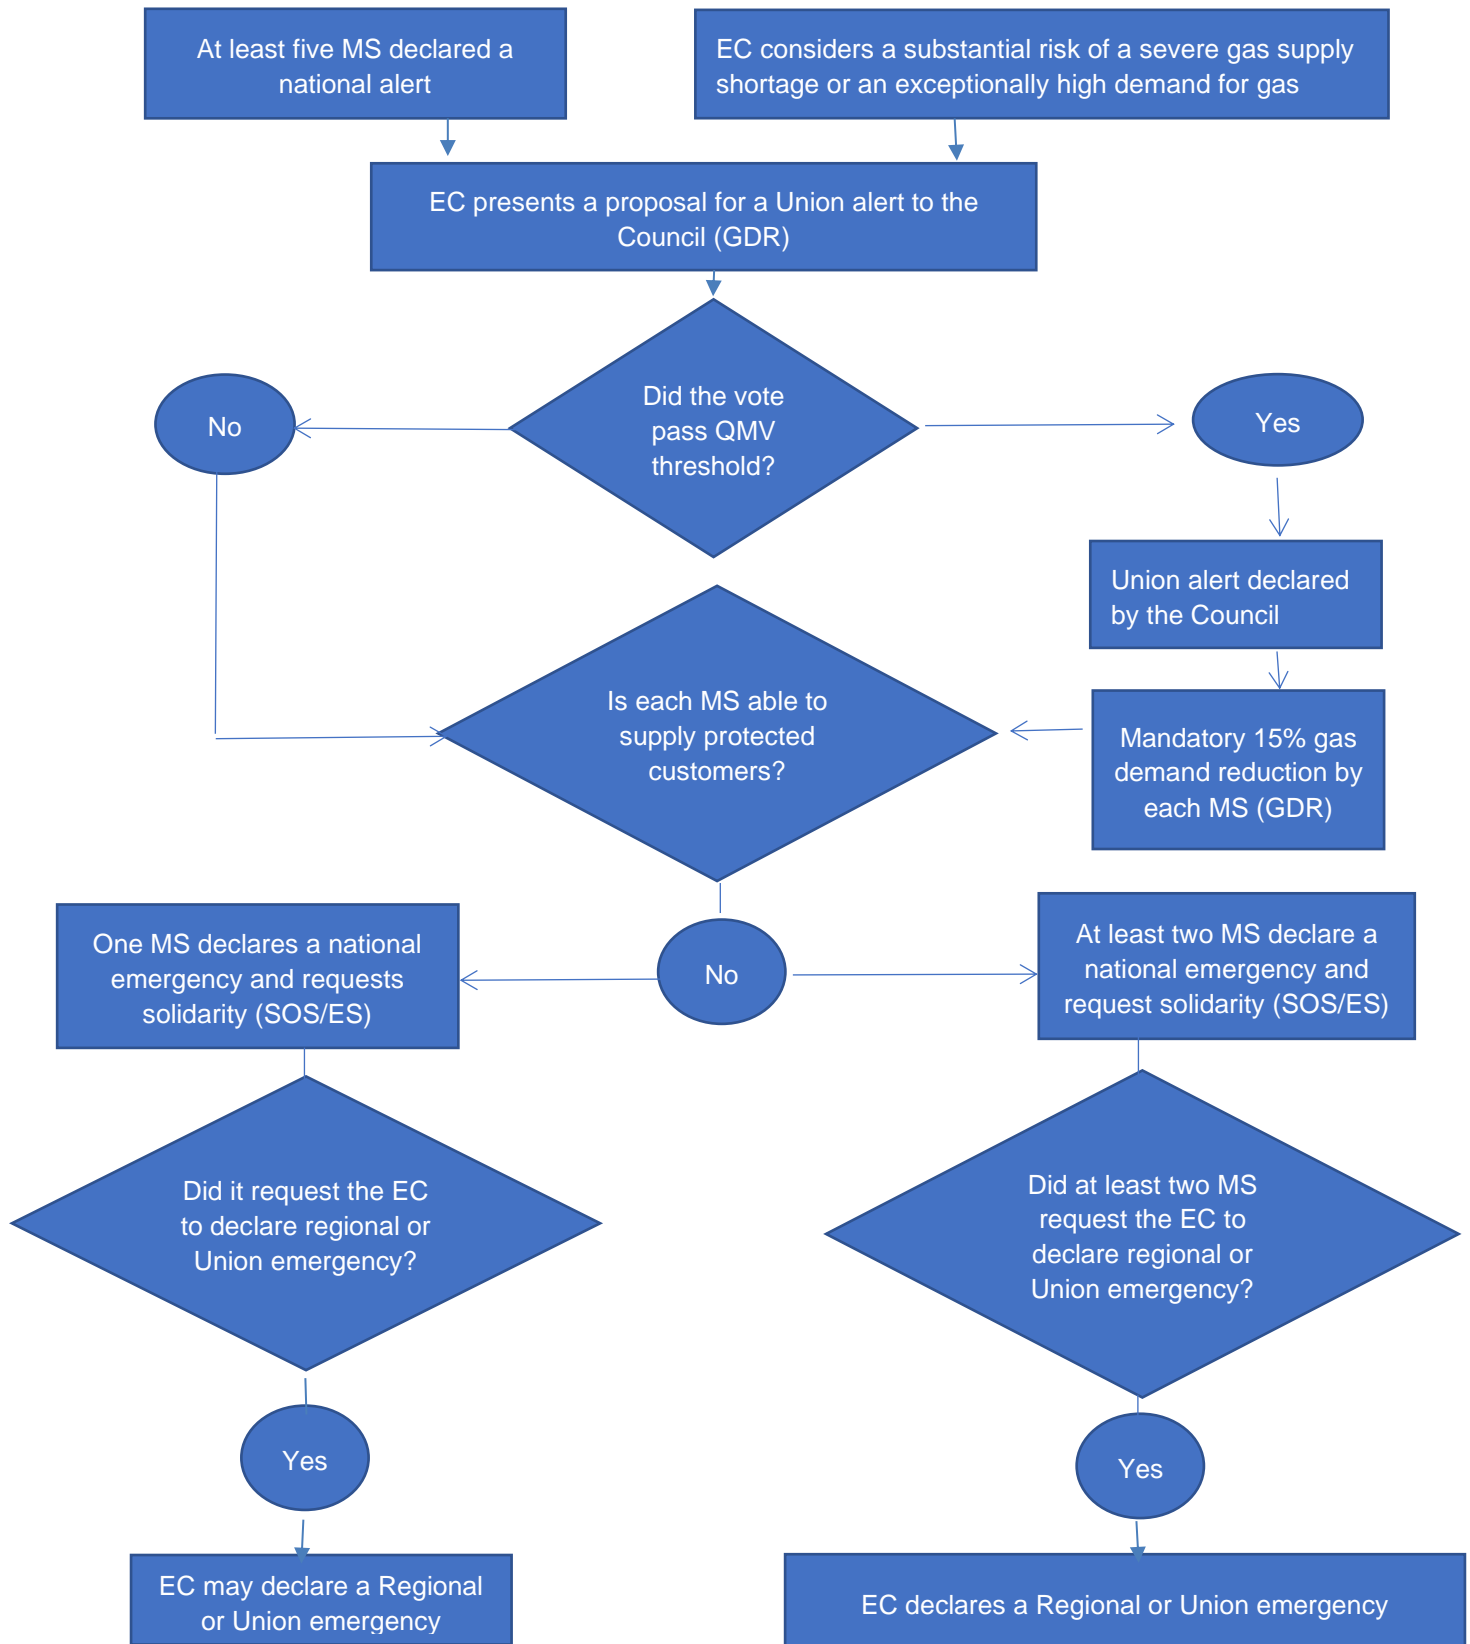 At least five MS declared a
national alert
EC considers a substantial risk of a severe gas supply
shortage or an exceptionally high demand for gas
EC presents a proposal for a Union alert to the
Council (GDR)
Did the vote
pass QMV
threshold?
No
Yes
Union alert declared
by the Council
Is each MS able to
supply protected
customers?
Mandatory 15% gas
demand reduction by
each MS (GDR)
One MS declares a national
emergency and requests
solidarity (SOS/ES)
No
At least two MS declare a
national emergency and
request solidarity (SOS/ES)
Did it request the EC
to declare regional or
Union emergency?
Did at least two MS
request the EC to
declare regional or
Union emergency?
Yes
Yes
EC may declare a Regional
or Union emergency
EC declares a Regional or Union emergency